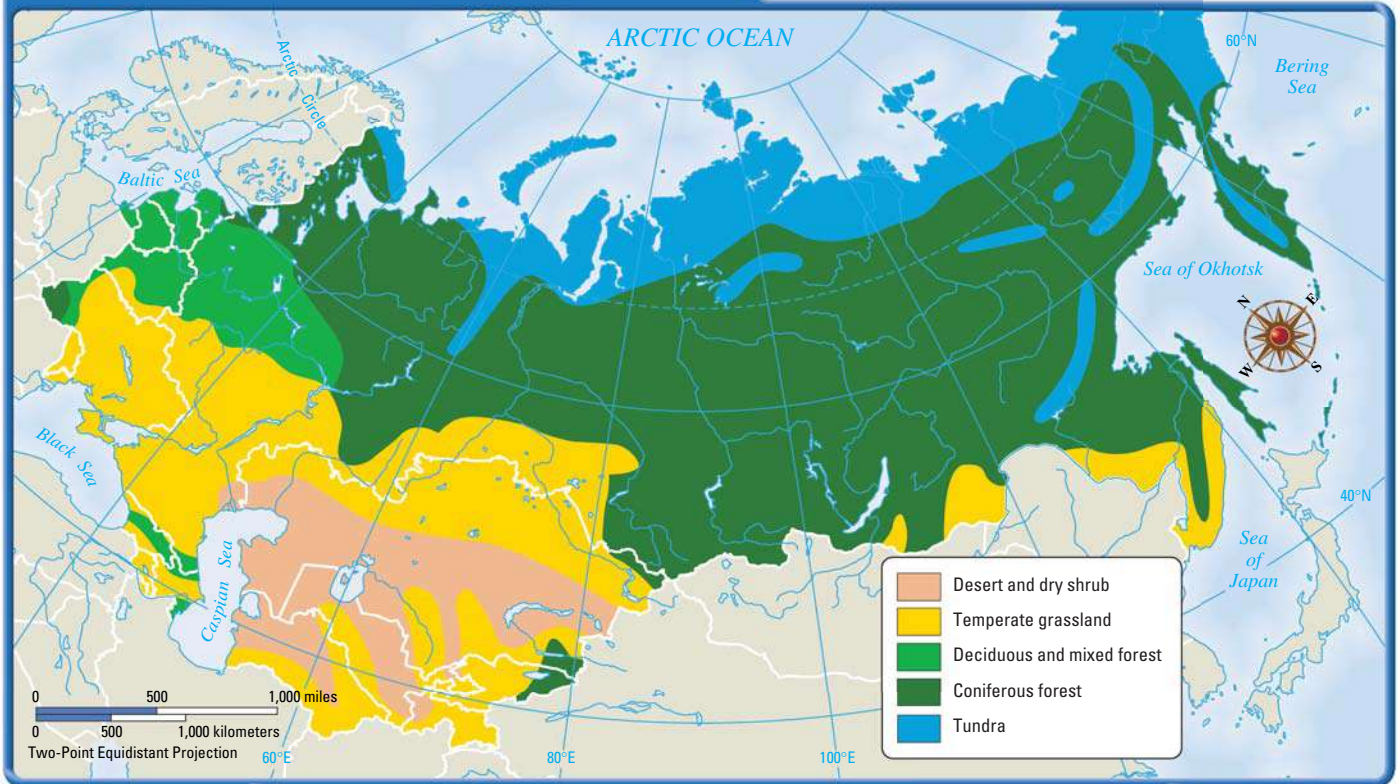 ARCTIC OCEAN
60°N
Bering
Sea
Arctic
Circle
Baltic Sea
Sea of Okhotsk
N
E
W
S
Black Sea
40°N
Caspian Sea
Sea
of
Japan
Desert and dry shrub
Temperate grassland
Deciduous and mixed forest
Coniferous forest
Tundra
0 500 1,000 miles
0 500 1,000 kilometers
Two-Point Equidistant Projection
60°E
80°E
100°E